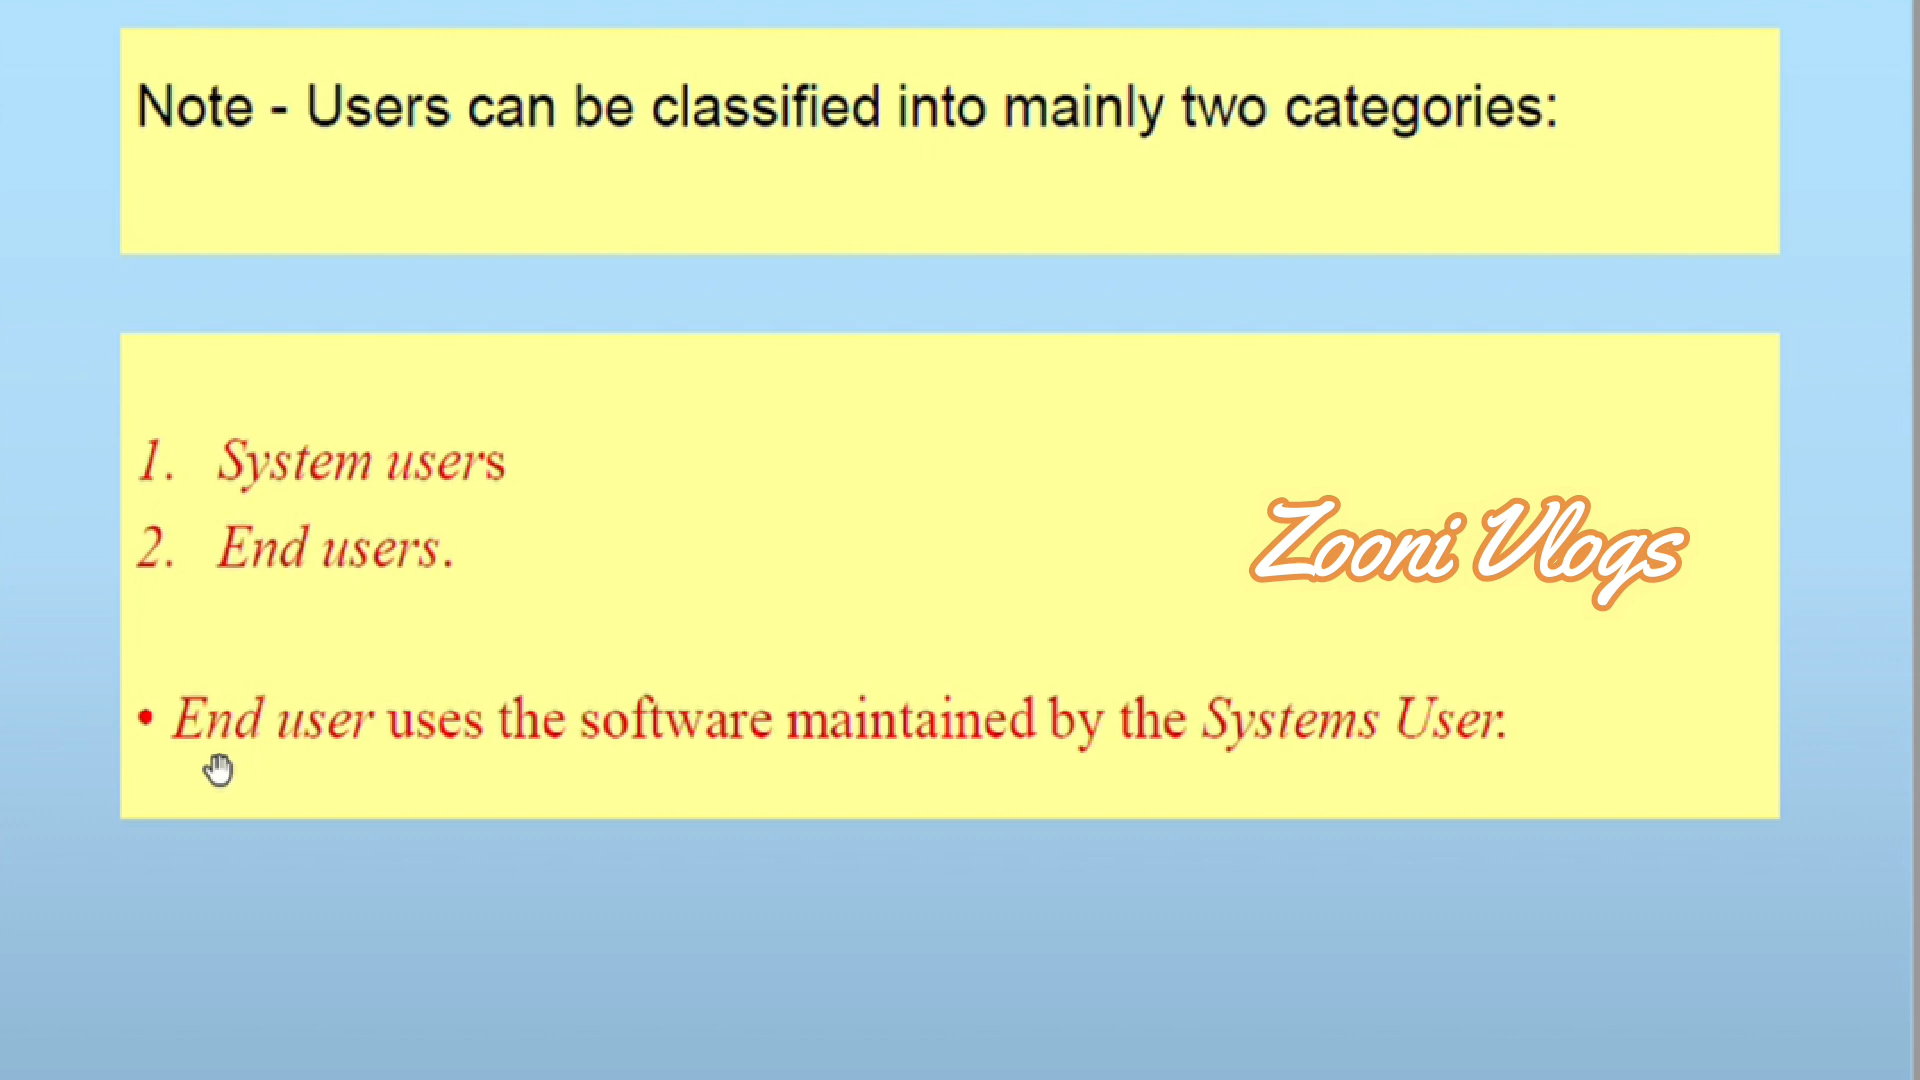 Note - Users can be classified into mainly two categories:
1. System users
2. End users.
Zooni Vlogs
• End user uses the software maintained by the Systems User.